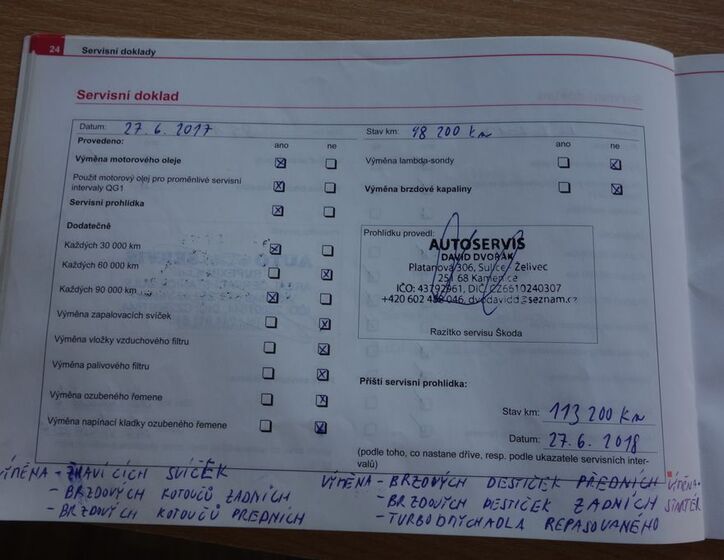 24 Servisní doklady
Servisní doklad
Datum: 27. 6. 2017 Stav km: 98 200 km
Provedeno: ano ne ano ne
Výměna motorového oleje
Výměna lambda-sondy
Použit motorový olej pro proměnlivé servisní
intervaly QG1
Výměna brzdové kapaliny
Servisní prohlídka
Dodatečně
Každých 30 000 km
Každých 60 000 km
Každých 90 000 km
Výměna zapalovacích svíček
Výměna vložky vzduchového filtru
Výměna palivového filtru
Výměna ozubeného řemene
Výměna napínací kladky ozubeného řemene
Prohlídku provedl:
AUTOSERVIS
DAVID DVOŘÁK
Platanová 306, Sulice - Želivec
251 68 Kamenice
IČO: 43792961, DIČ: CZ6610240307
+420 602 438 046, dvodavidd@seznam.cz
Razítko servisu Škoda
Příští servisní prohlídka:
Stav km: 113 200 km
Datum: 27. 6. 2018
(podle toho, co nastane dříve, resp. podle ukazatele servisních inter-
valů)
VÝMĚNA - ŽHAVÍCÍCH SVÍČEK
- BRZDOVÝCH KOTOUČŮ ZADNÍCH
- BRZDOVÝCH KOTOUČŮ PŘEDNÍCH
VÝMĚNA - BRZDOVÝCH DESTIČEK PŘEDNÍCH
- BRZDOVÝCH DESTIČEK ZADNÍCH
- TURBODMYCHADLA REPASOVANÉHO
VÝMĚNA
STARTÉR